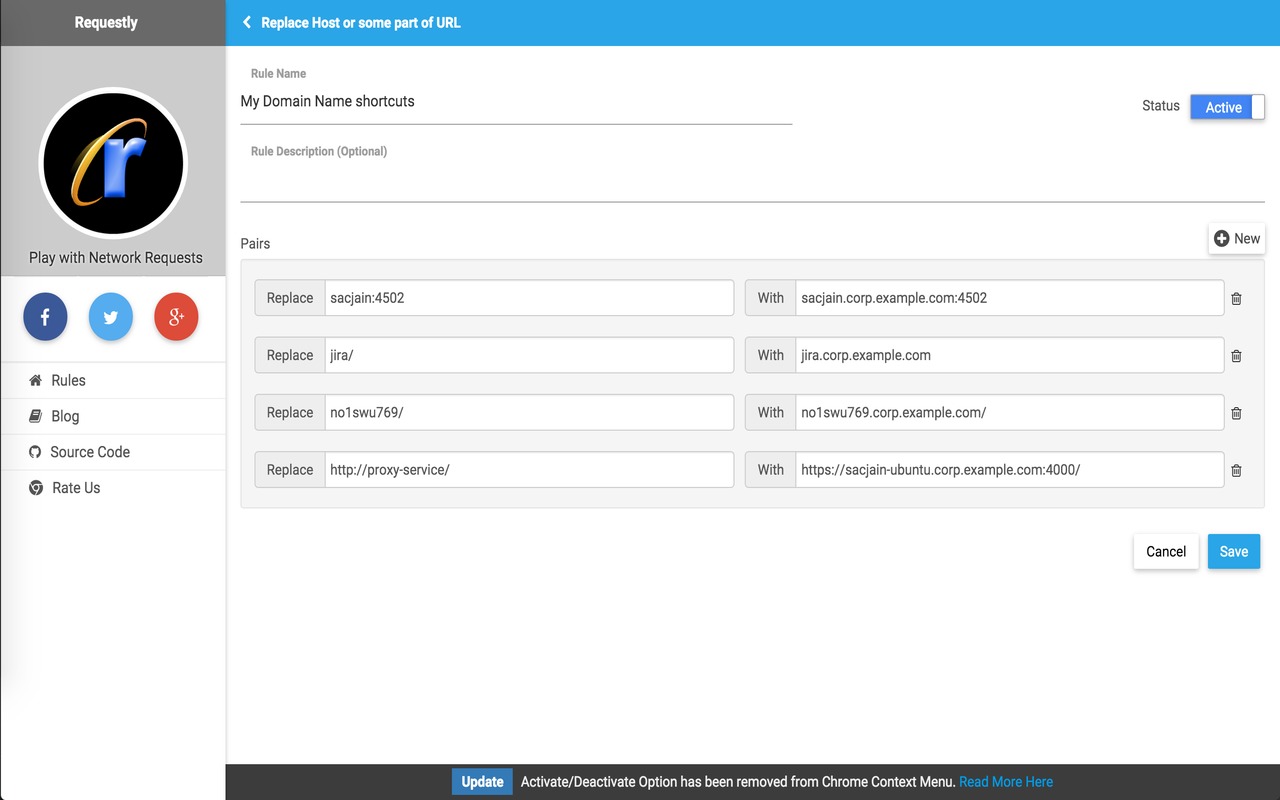 Requestly
Replace Host or some part of URL
Rule Name
My Domain Name shortcuts
Status Active
Rule Description (Optional)
r
Play with Network Requests
Pairs
New
Replace sacjain:4502 With sacjain.corp.example.com:4502
Replace jira/ With jira.corp.example.com
Replace no1swu769/ With no1swu769.corp.example.com/
Replace http://proxy-service/ With https://sacjain-ubuntu.corp.example.com:4000/
f g+
Rules
Blog
Source Code
Rate Us
Cancel Save
Update Activate/Deactivate Option has been removed from Chrome Context Menu. Read More Here